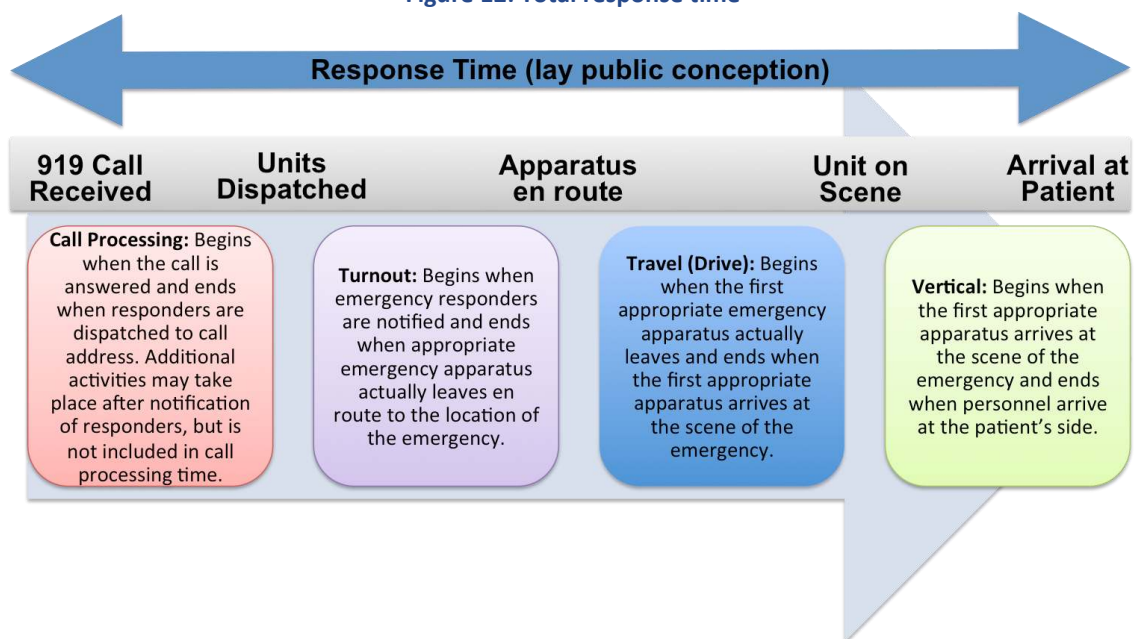 Figure 12: Total response time
Response Time (lay public conception)
919 Call
Received
Units
Dispatched
Apparatus
en route
Unit on
Scene
Arrival at
Patient
Call Processing: Begins
when the call is
answered and ends
when responders are
dispatched to call
address. Additional
activities may take
place after notification
of responders, but is
not included in call
processing time.
Turnout: Begins when
emergency responders
are notified and ends
when appropriate
emergency apparatus
actually leaves en
route to the location of
the emergency.
Travel (Drive): Begins
when the first
appropriate emergency
apparatus actually
leaves and ends when
the first appropriate
apparatus arrives at
the scene of the
emergency.
Vertical: Begins when
the first appropriate
apparatus arrives at
the scene of the
emergency and ends
when personnel arrive
at the patient's side.